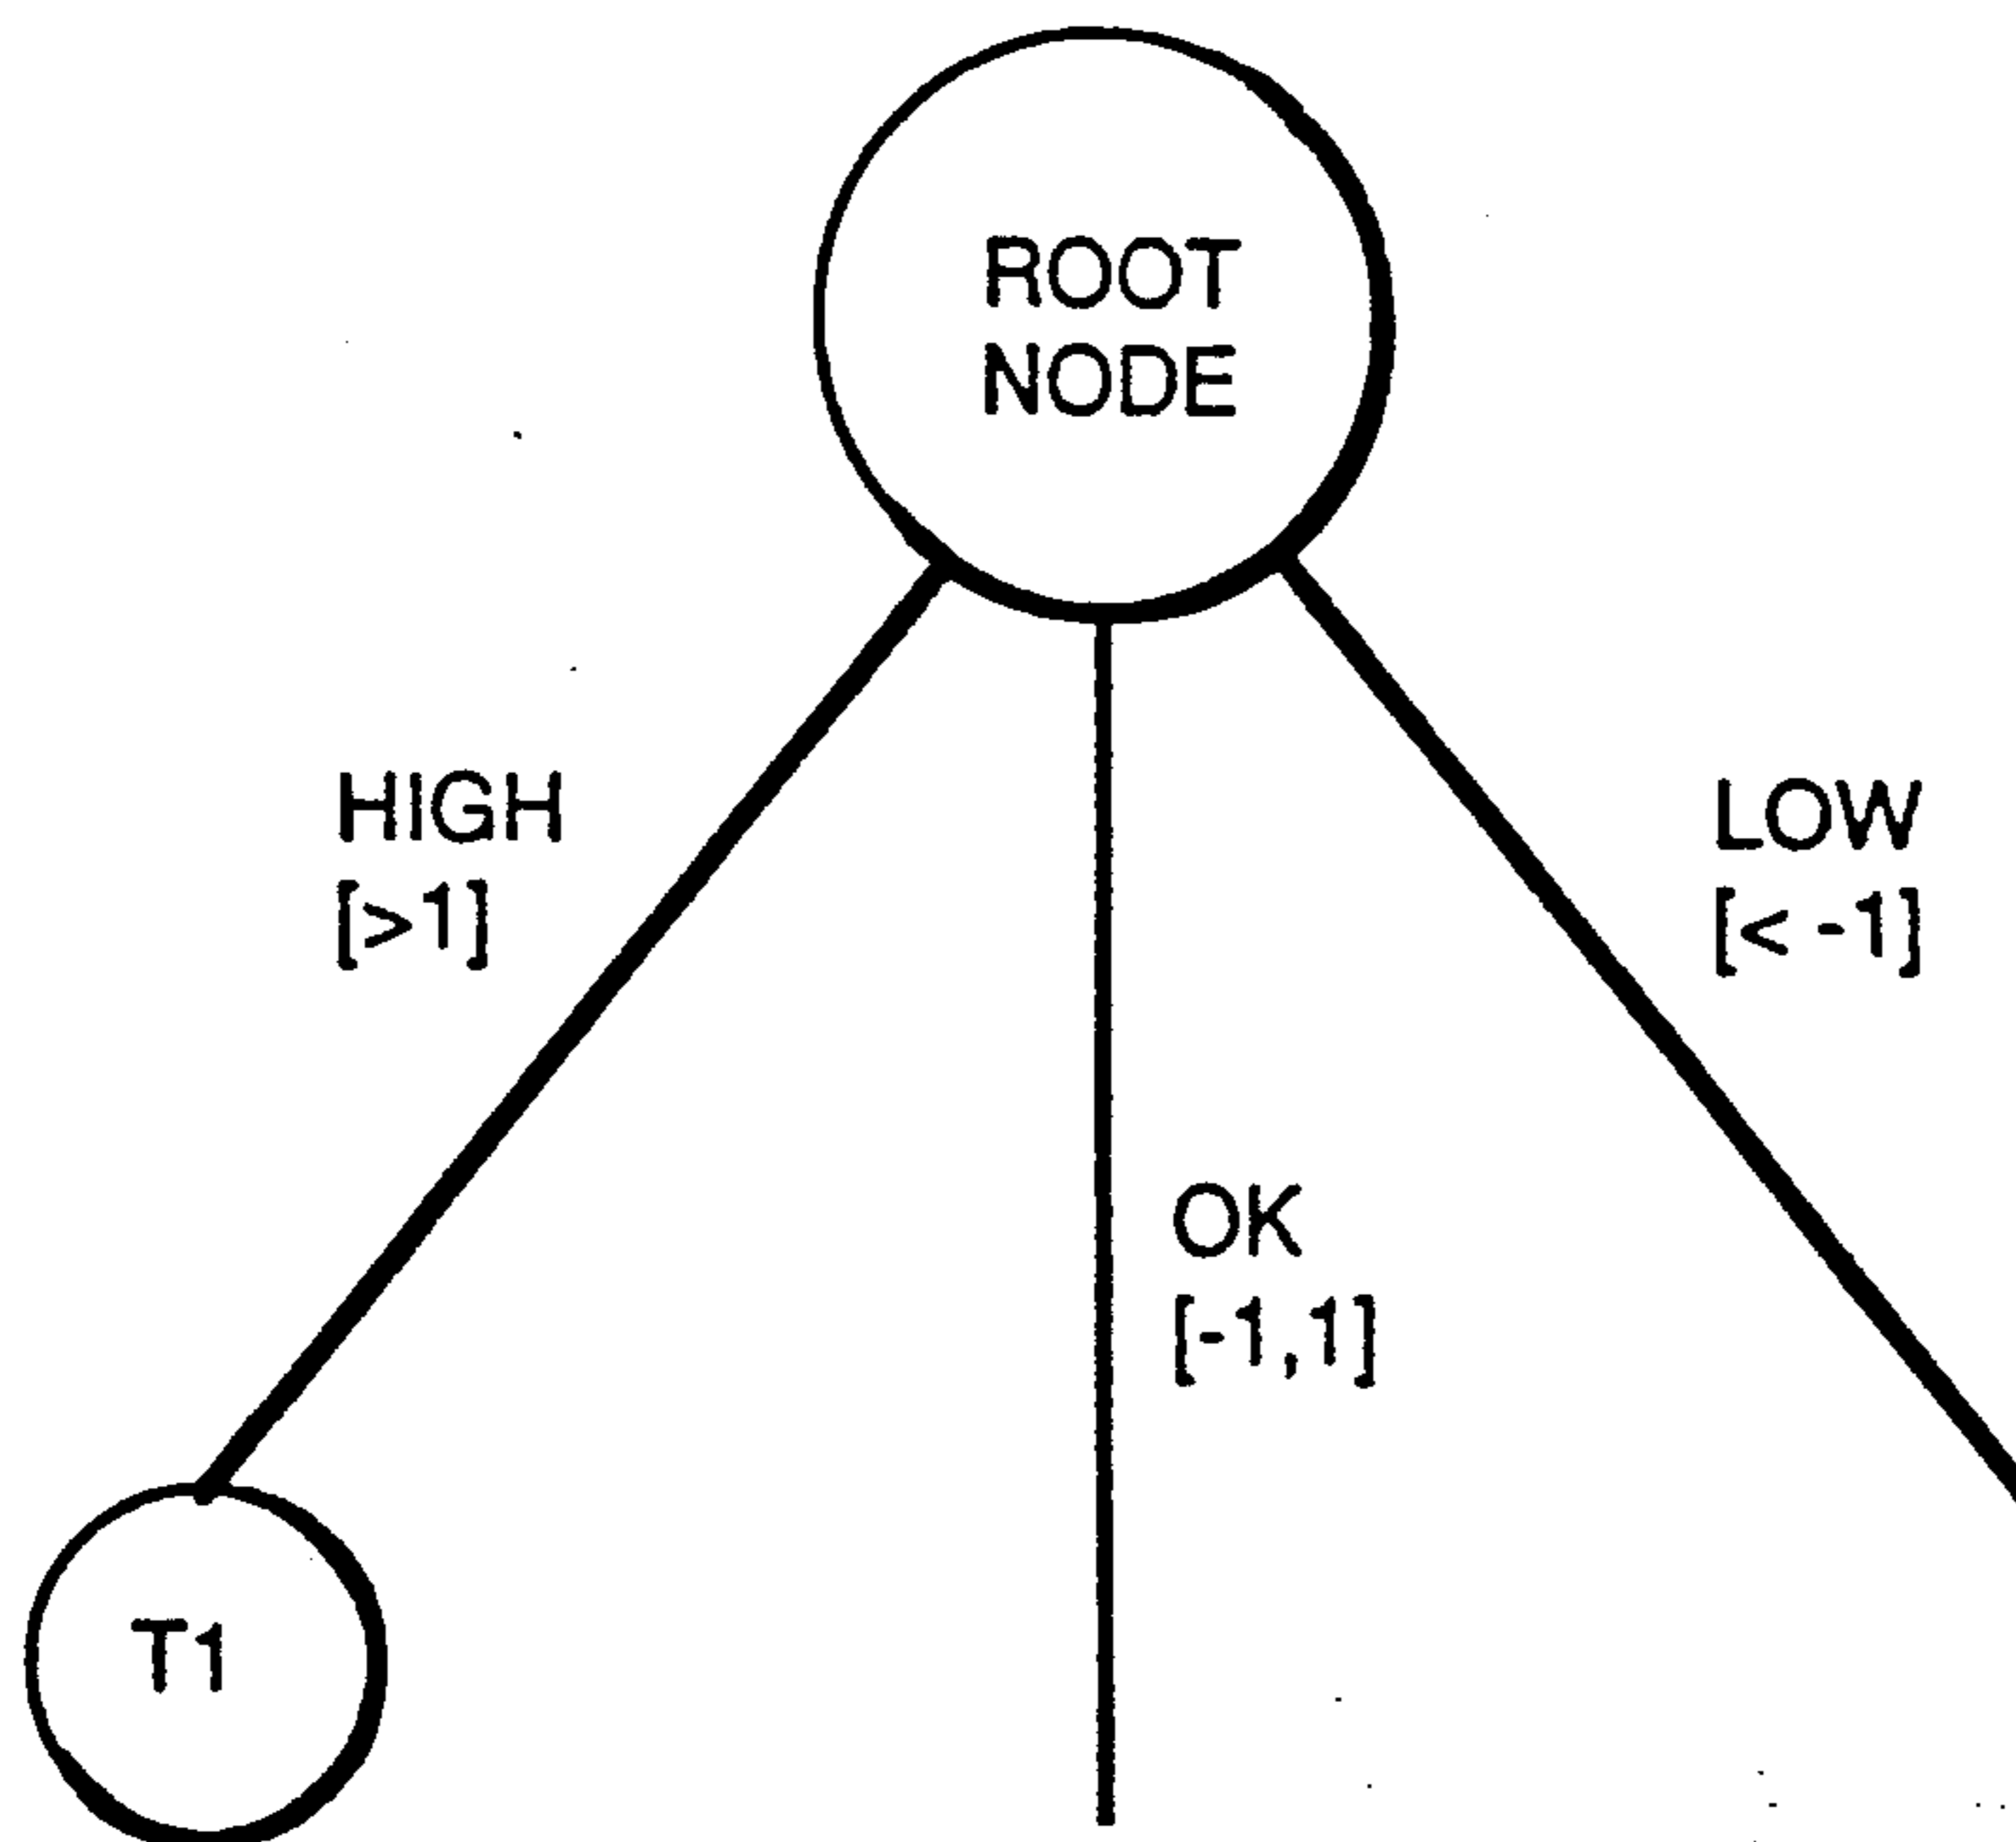 ROOT
NODE
HIGH
[>1]
LOW
[< -1]
OK
[-1,1]
T1